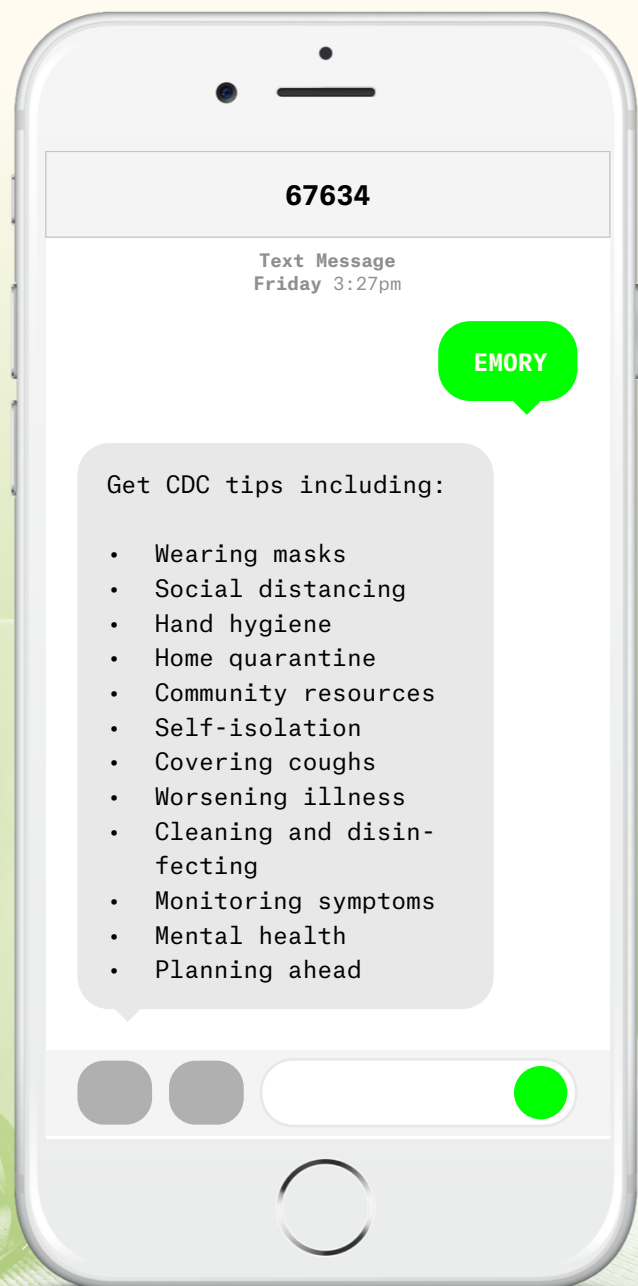 67634
Text Message
Friday 3:27pm
EMORY
Get CDC tips including:
• Wearing masks
• Social distancing
• Hand hygiene
• Home quarantine
• Community resources
• Self-isolation
• Covering coughs
• Worsening illness
• Cleaning and disin-
fecting
• Monitoring symptoms
• Mental health
• Planning ahead